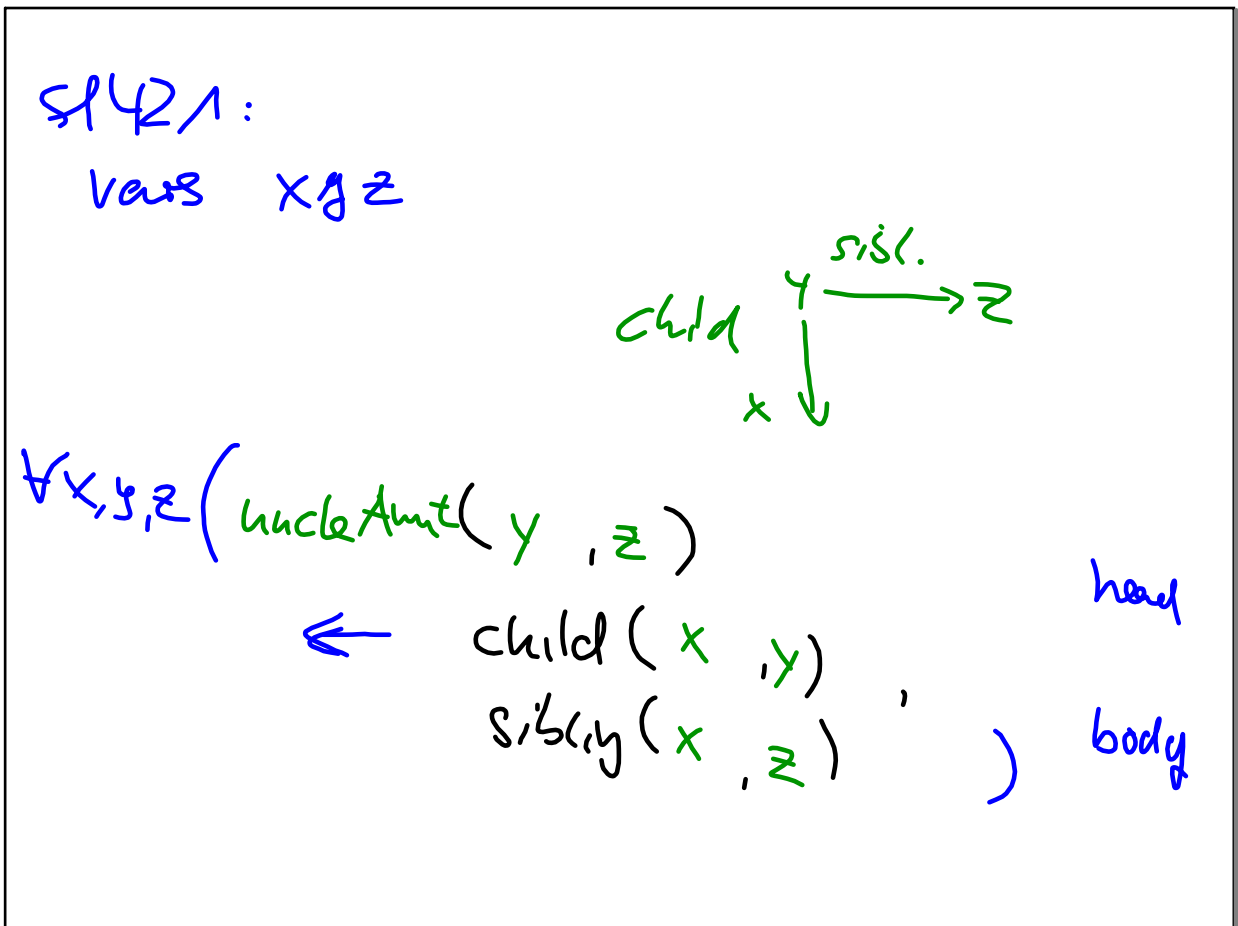 sl421:
vars x y z
sibl.
child y → z
x
∀x,y,z ( uncleAunt( y , z )
head
← child ( x , y ) ,
sibling ( x , z ) )
body